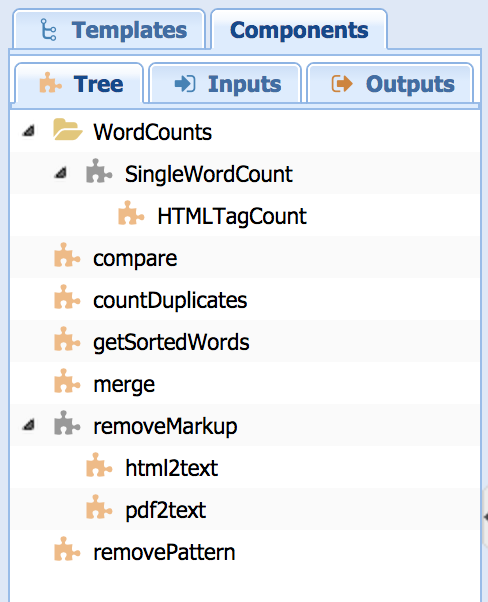 Templates Components
Tree Inputs Outputs
WordCounts
SingleWordCount
HTMLTagCount
compare
countDuplicates
getSortedWords
merge
removeMarkup
html2text
pdf2text
removePattern